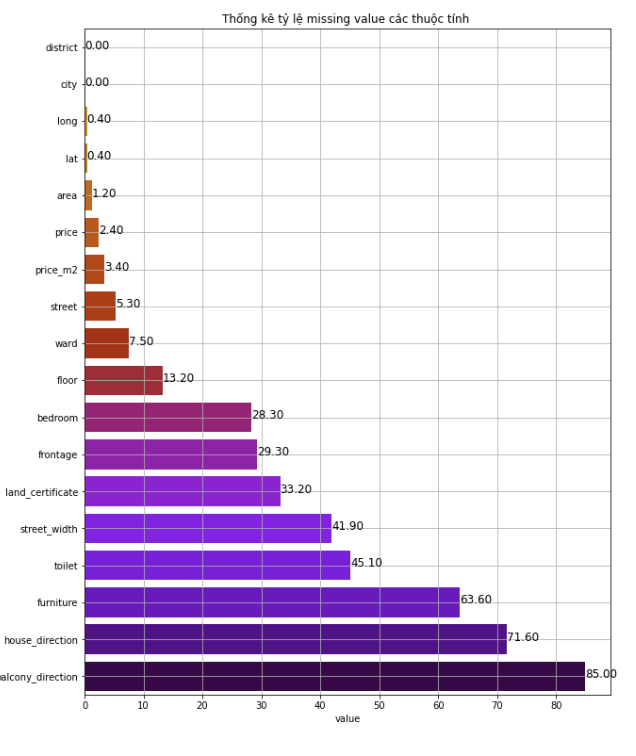 Thống kê tỷ lệ missing value các thuộc tính
district 0.00
city 0.00
long 0.40
lat 0.40
area 1.20
price 2.40
price_m2 3.40
street 5.30
ward 7.50
floor 13.20
bedroom 28.30
frontage 29.30
land_certificate 33.20
street_width 41.90
toilet 45.10
furniture 63.60
house_direction 71.60
alcony_direction 85.00
0 10 20 30 40 50 60 70 80
value